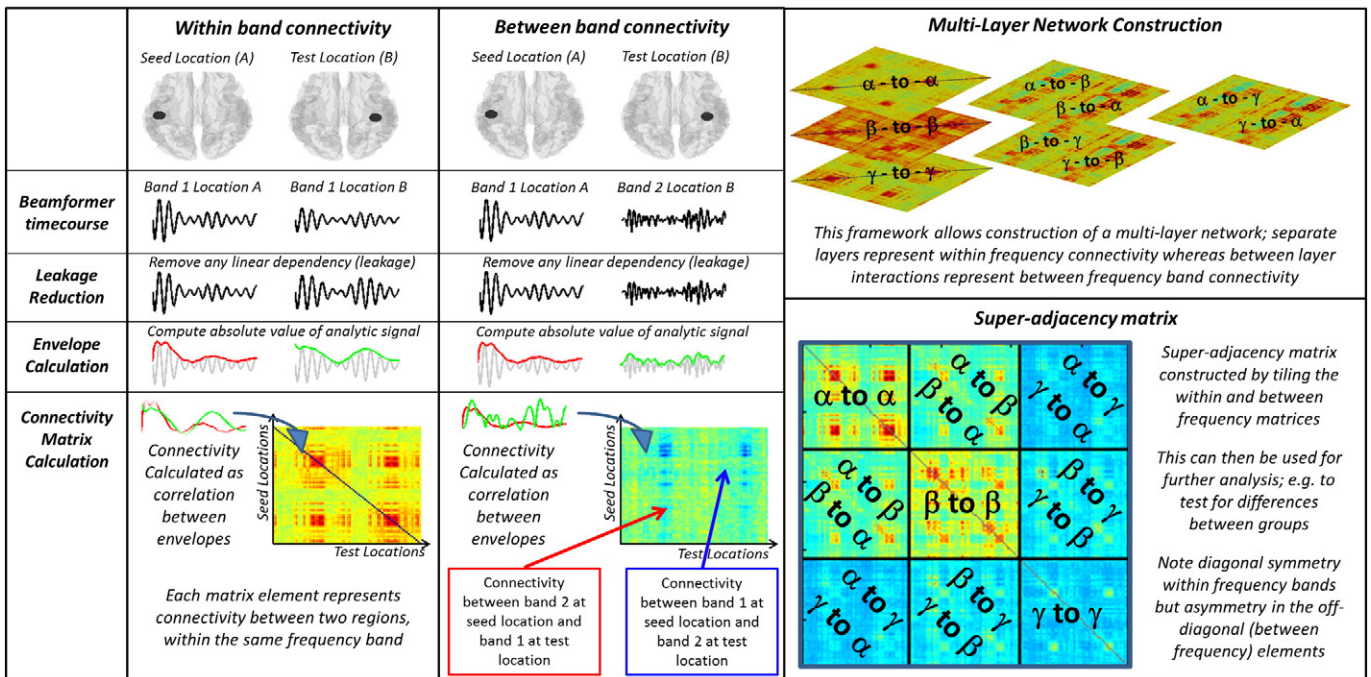 Within band connectivity
Seed Location (A)
Test Location (B)
Between band connectivity
Seed Location (A)
Test Location (B)
Beamformer
timecourse
Band 1 Location A
Band 1 Location B
Band 1 Location A
Band 2 Location B
Leakage
Reduction
Remove any linear dependency (leakage)
Remove any linear dependency (leakage)
Envelope
Calculation
Compute absolute value of analytic signal
Compute absolute value of analytic signal
Connectivity
Matrix
Calculation
Connectivity
Calculated as
correlation
between
envelopes
Seed Locations
Test Locations
Each matrix element represents
connectivity between two regions,
within the same frequency band
Connectivity
Calculated as
correlation
between
envelopes
Seed Locations
Test Locations
Connectivity
between band 2 at
seed location and
band 1 at test
location
Connectivity
between band 1 at
seed location and
band 2 at test
location
Multi-Layer Network Construction
α - to - α
β - to - β
γ - to - γ
α - to - β
β - to - α
β - to - γ
γ - to - β
α - to - γ
γ - to - α
This framework allows construction of a multi-layer network; separate
layers represent within frequency connectivity whereas between layer
interactions represent between frequency band connectivity
Super-adjacency matrix
α to α
α to β
β to α
α to γ
γ to α
α to β
β to α
β to β
β to γ
γ to β
α to γ
γ to α
β to γ
γ to β
γ to γ
Super-adjacency matrix
constructed by tiling the
within and between
frequency matrices
This can then be used for
further analysis; e.g. to
test for differences
between groups
Note diagonal symmetry
within frequency bands
but asymmetry in the off-
diagonal (between
frequency) elements